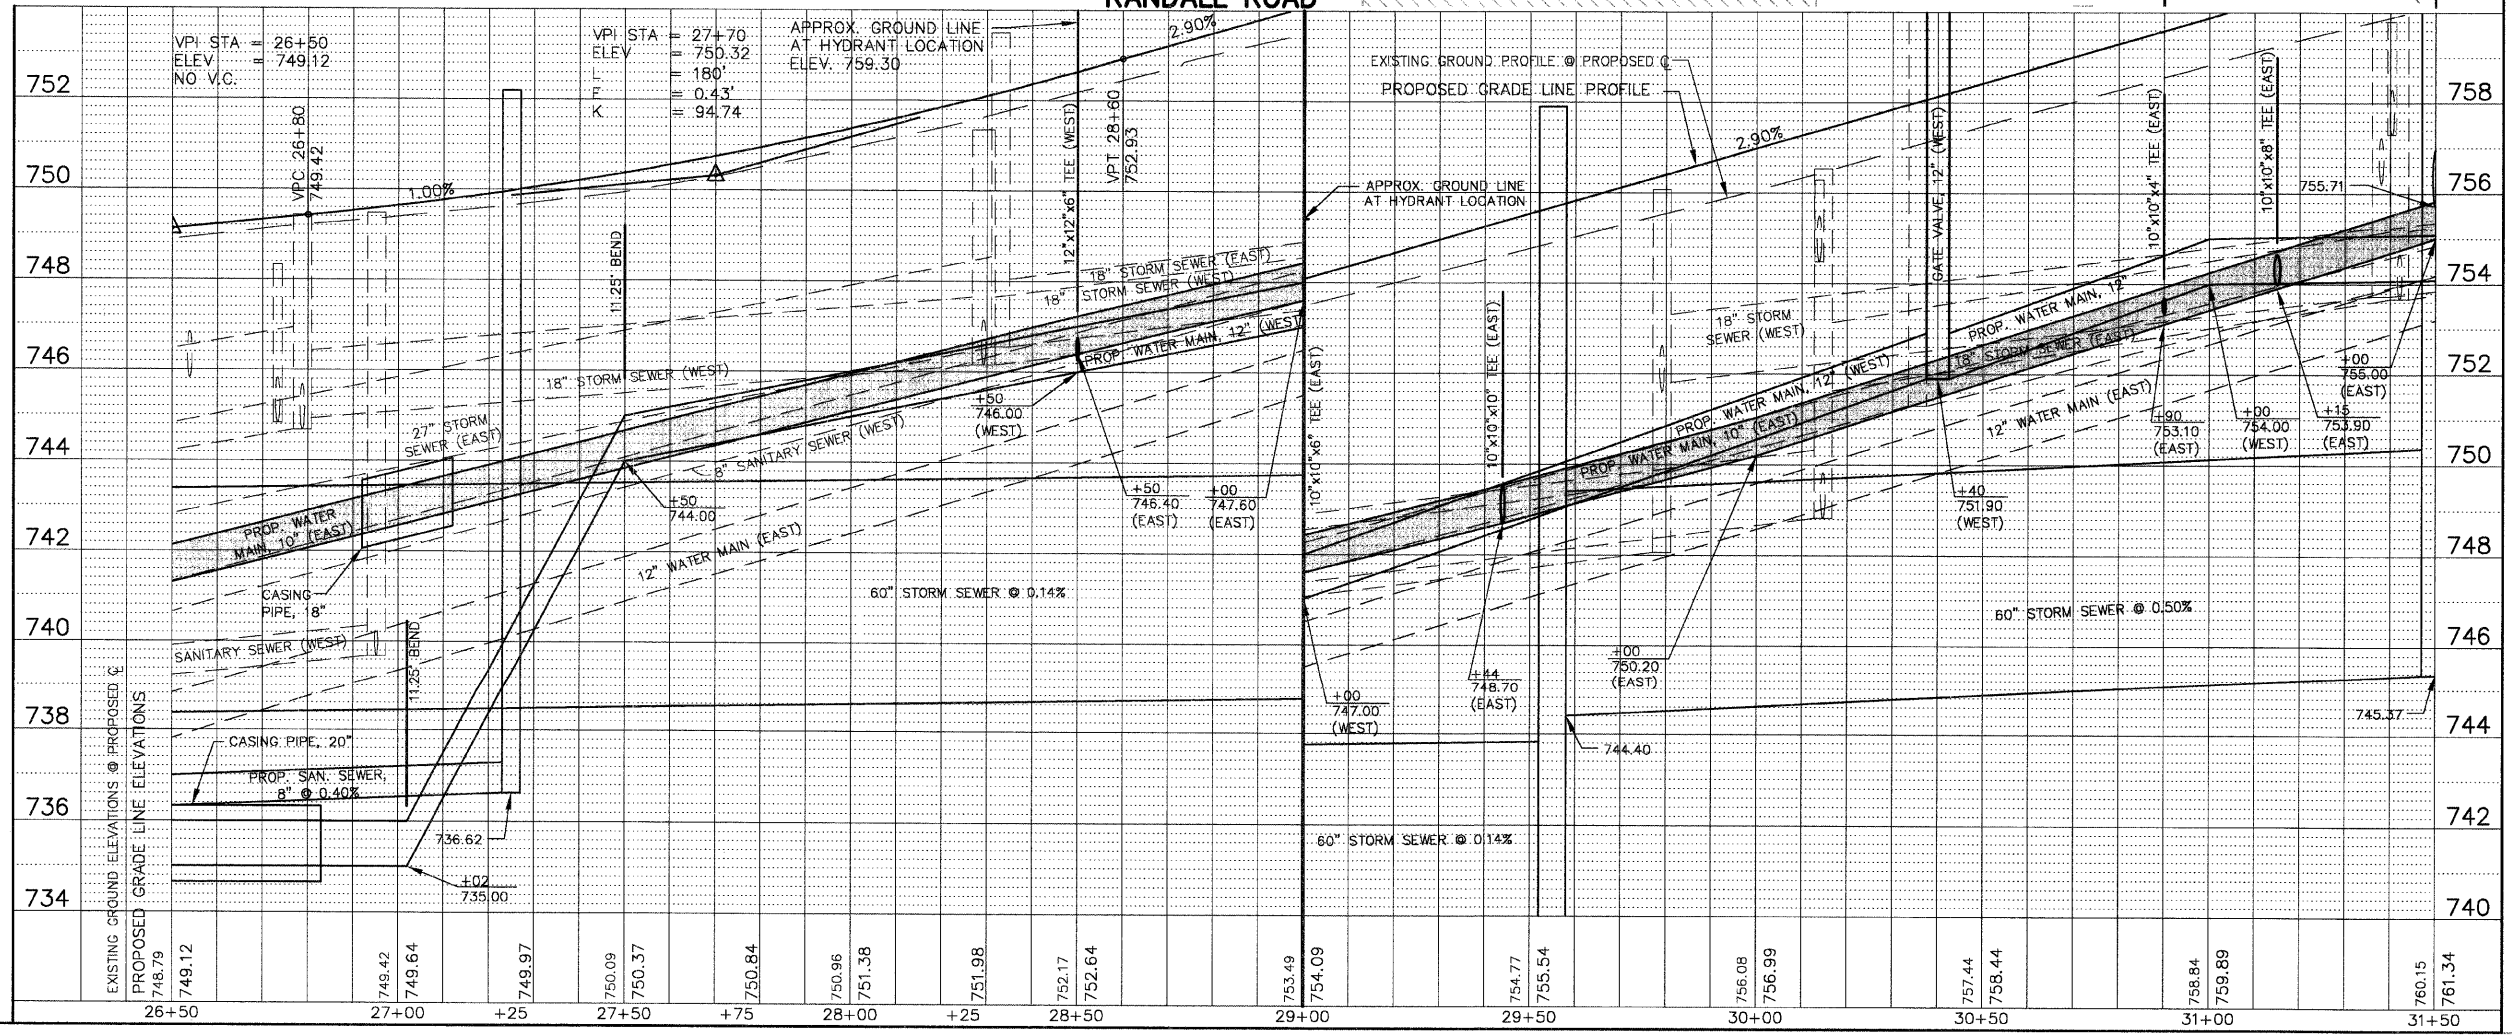 RANDALL ROAD
VPI STA = 26+50
ELEV = 749.12
NO V.C.
VPI STA = 27+70
ELEV = 750.32
L = 180'
E = 0.43'
K = 94.74
APPROX. GROUND LINE
AT HYDRANT LOCATION
ELEV. 759.30
2.90%
EXISTING GROUND PROFILE @ PROPOSED ℄
PROPOSED GRADE LINE PROFILE
2.90%
752
750
748
746
744
742
740
738
736
734
758
756
754
752
750
748
746
744
742
740
VPC 26+80
749.42
1.00%
11.25° BEND
12"x12"x6" TEE (WEST)
VPT 28+60
752.93
APPROX. GROUND LINE
AT HYDRANT LOCATION
GATE VALVE, 12" (WEST)
10"x10"x4" TEE (EAST)
10"x10"x8" TEE (EAST)
755.71
18" STORM SEWER (EAST)
18" STORM SEWER (WEST)
PROP. WATER MAIN, 12" (WEST)
18" STORM SEWER (WEST)
27" STORM
SEWER (EAST)
8" SANITARY SEWER (WEST)
+50
746.00
(WEST)
+50
744.00
+50
746.40
(EAST)
+00
747.60
(EAST)
10"x10"x6" TEE (EAST)
10"x10"x10" TEE (EAST)
18" STORM
SEWER (WEST)
PROP. WATER MAIN, 12"
PROP. WATER MAIN, 12" (WEST)
18" STORM SEWER (EAST)
PROP. WATER MAIN, 10" (EAST)
12" WATER MAIN (EAST)
+00
755.00
(EAST)
+90
753.10
(EAST)
+00
754.00
(WEST)
+15
753.90
(EAST)
+40
751.90
(WEST)
PROP. WATER
MAIN, 10" (EAST)
CASING
PIPE, 18"
12" WATER MAIN (EAST)
60" STORM SEWER @ 0.14%
60" STORM SEWER @ 0.50%
SANITARY SEWER (WEST)
11.25° BEND
+00
750.20
(EAST)
+44
748.70
(EAST)
+00
747.00
(WEST)
745.37
744.40
CASING PIPE, 20"
PROP. SAN. SEWER,
8" @ 0.40%
736.62
+02
735.00
60" STORM SEWER @ 0.14%
EXISTING GROUND ELEVATIONS @ PROPOSED ℄
PROPOSED GRADE LINE ELEVATIONS
748.79
749.12
749.42
749.64
749.97
750.09
750.37
750.84
750.96
751.38
751.98
752.17
752.64
753.49
754.09
754.77
755.54
756.08
756.99
757.44
758.44
758.84
759.89
760.15
761.34
26+50
27+00
+25
27+50
+75
28+00
+25
28+50
29+00
29+50
30+00
30+50
31+00
31+50